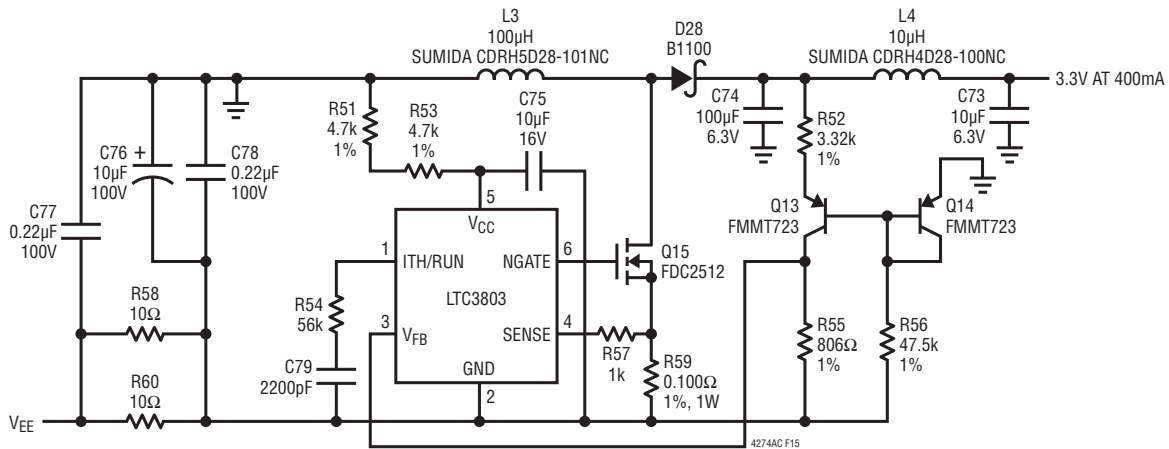 L3
100µH
SUMIDA CDRH5D28-101NC
D28
B1100
L4
10µH
SUMIDA CDRH4D28-100NC
3.3V AT 400mA
R51
4.7k
1%
R53
4.7k
1%
C75
10µF
16V
C74
100µF
6.3V
R52
3.32k
1%
C73
10µF
6.3V
C76
10µF
100V
+
C78
0.22µF
100V
C77
0.22µF
100V
5
VCC
1
ITH/RUN
NGATE
6
LTC3803
3
VFB
SENSE
4
GND
2
Q15
FDC2512
Q13
FMMT723
Q14
FMMT723
R58
10Ω
R60
10Ω
R54
56k
C79
2200pF
R57
1k
R59
0.100Ω
1%, 1W
R55
806Ω
1%
R56
47.5k
1%
VEE
4274AC F15